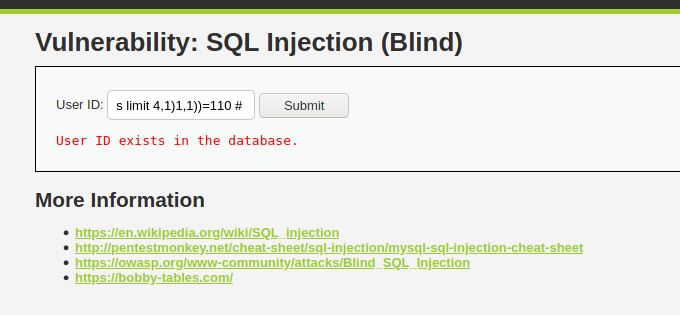 Vulnerability: SQL Injection (Blind)
User ID: s limit 4,1)1,1))=110 # Submit
User ID exists in the database.
More Information
https://en.wikipedia.org/wiki/SQL_injection
http://pentestmonkey.net/cheat-sheet/sql-injection/mysql-sql-injection-cheat-sheet
https://owasp.org/www-community/attacks/Blind_SQL_Injection
https://bobby-tables.com/